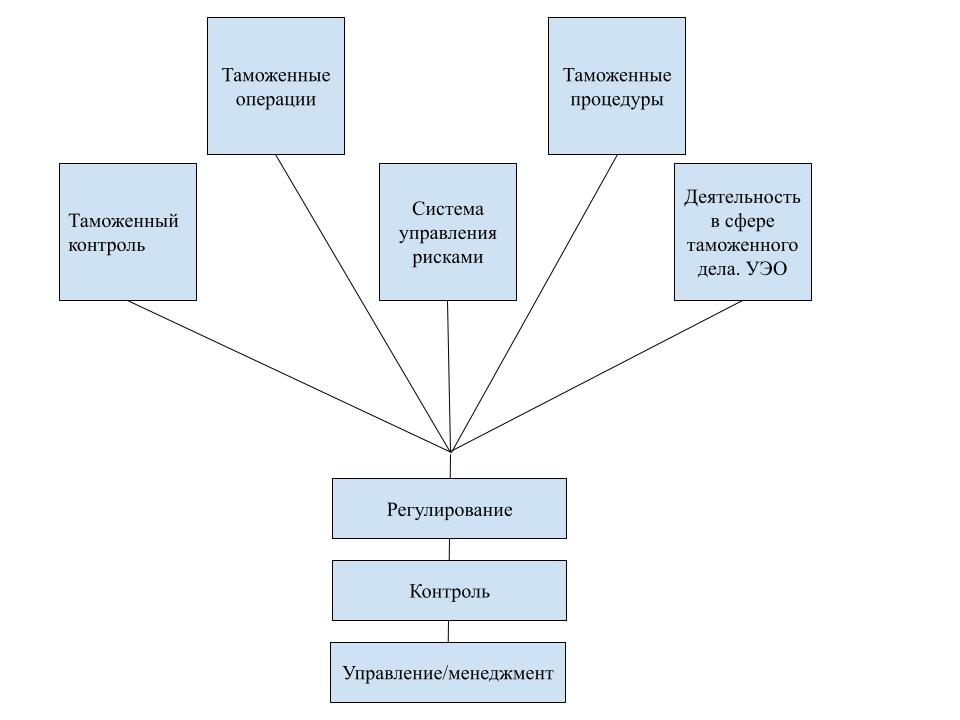 Таможенные
операции
Таможенные
процедуры
Таможенный
контроль
Система
управления
рисками
Деятельность
в сфере
таможенного
дела. УЭО
Регулирование
Контроль
Управление/менеджмент